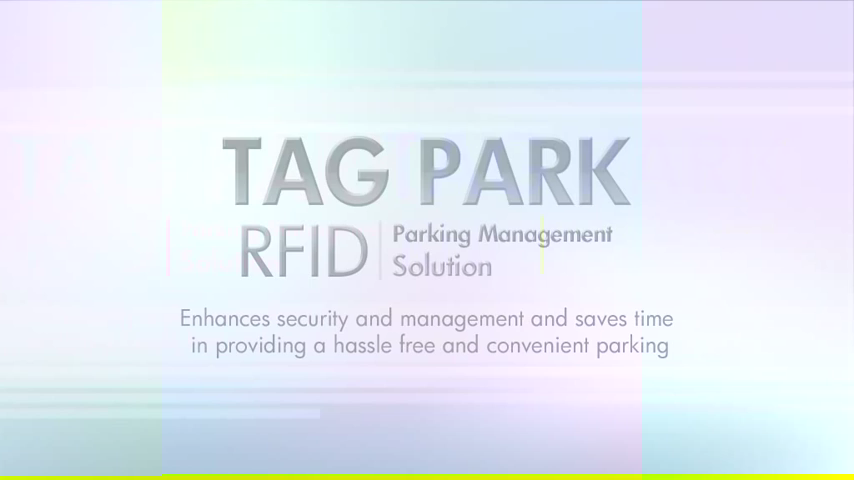 TAG PARK
RFID
Parking Management
Solution
Enhances security and management and saves time
in providing a hassle free and convenient parking